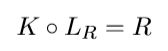 K ∘ L_R = R